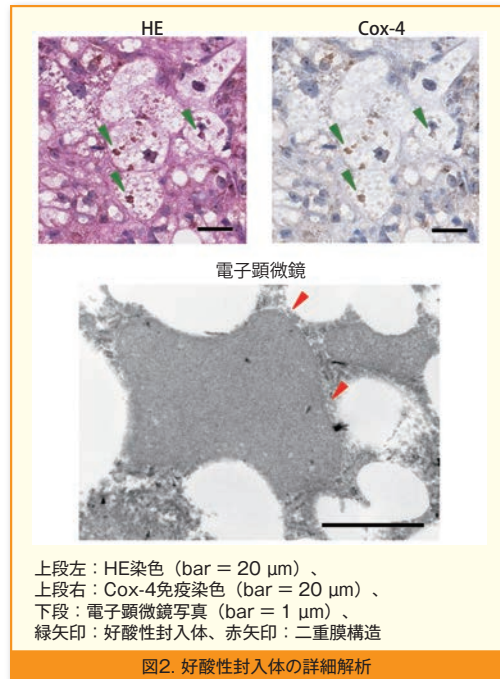 HE
Cox-4
電子顕微鏡
上段左：HE染色（bar = 20 μm）、
上段右：Cox-4免疫染色（bar = 20 μm）、
下段：電子顕微鏡写真（bar = 1 μm）、
緑矢印：好酸性封入体、赤矢印：二重膜構造
図2. 好酸性封入体の詳細解析